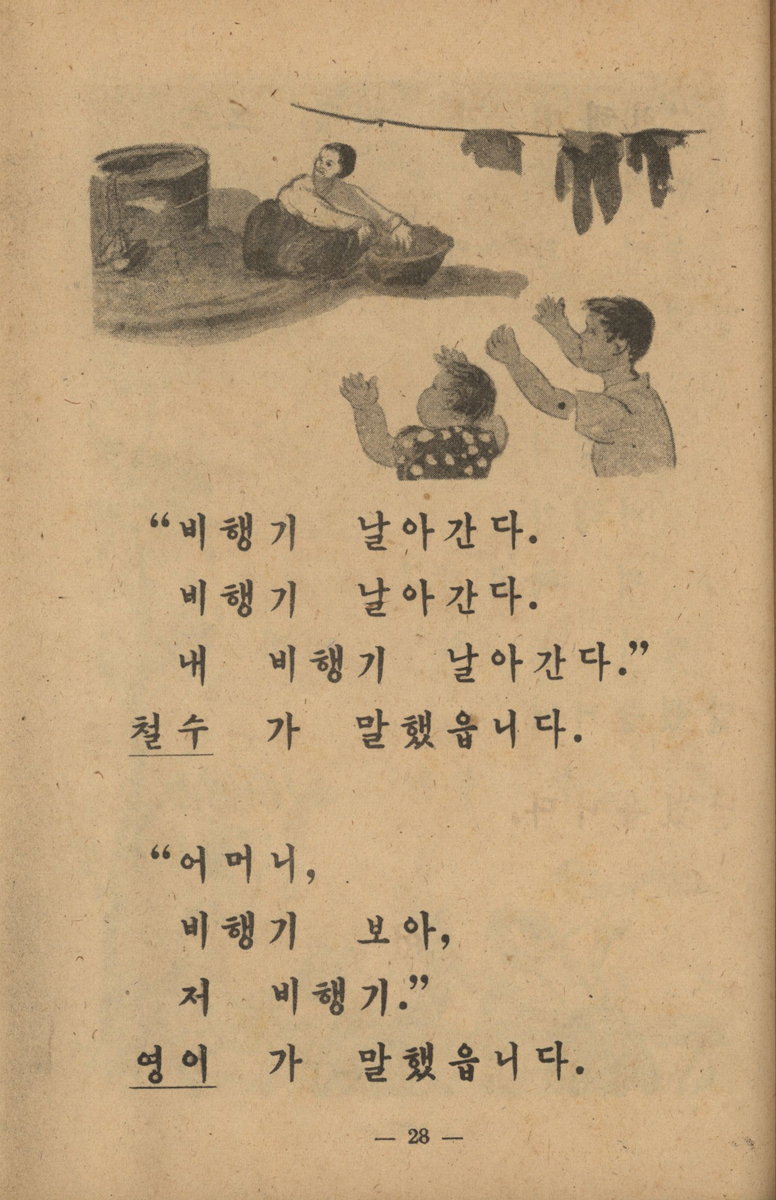 “비행기 날아간다.
비행기 날아간다.
내 비행기 날아간다.”
철수 가 말했읍니다.
“어머니,
비행기 보아,
저 비행기.”
영이 가 말했읍니다.
— 28 —